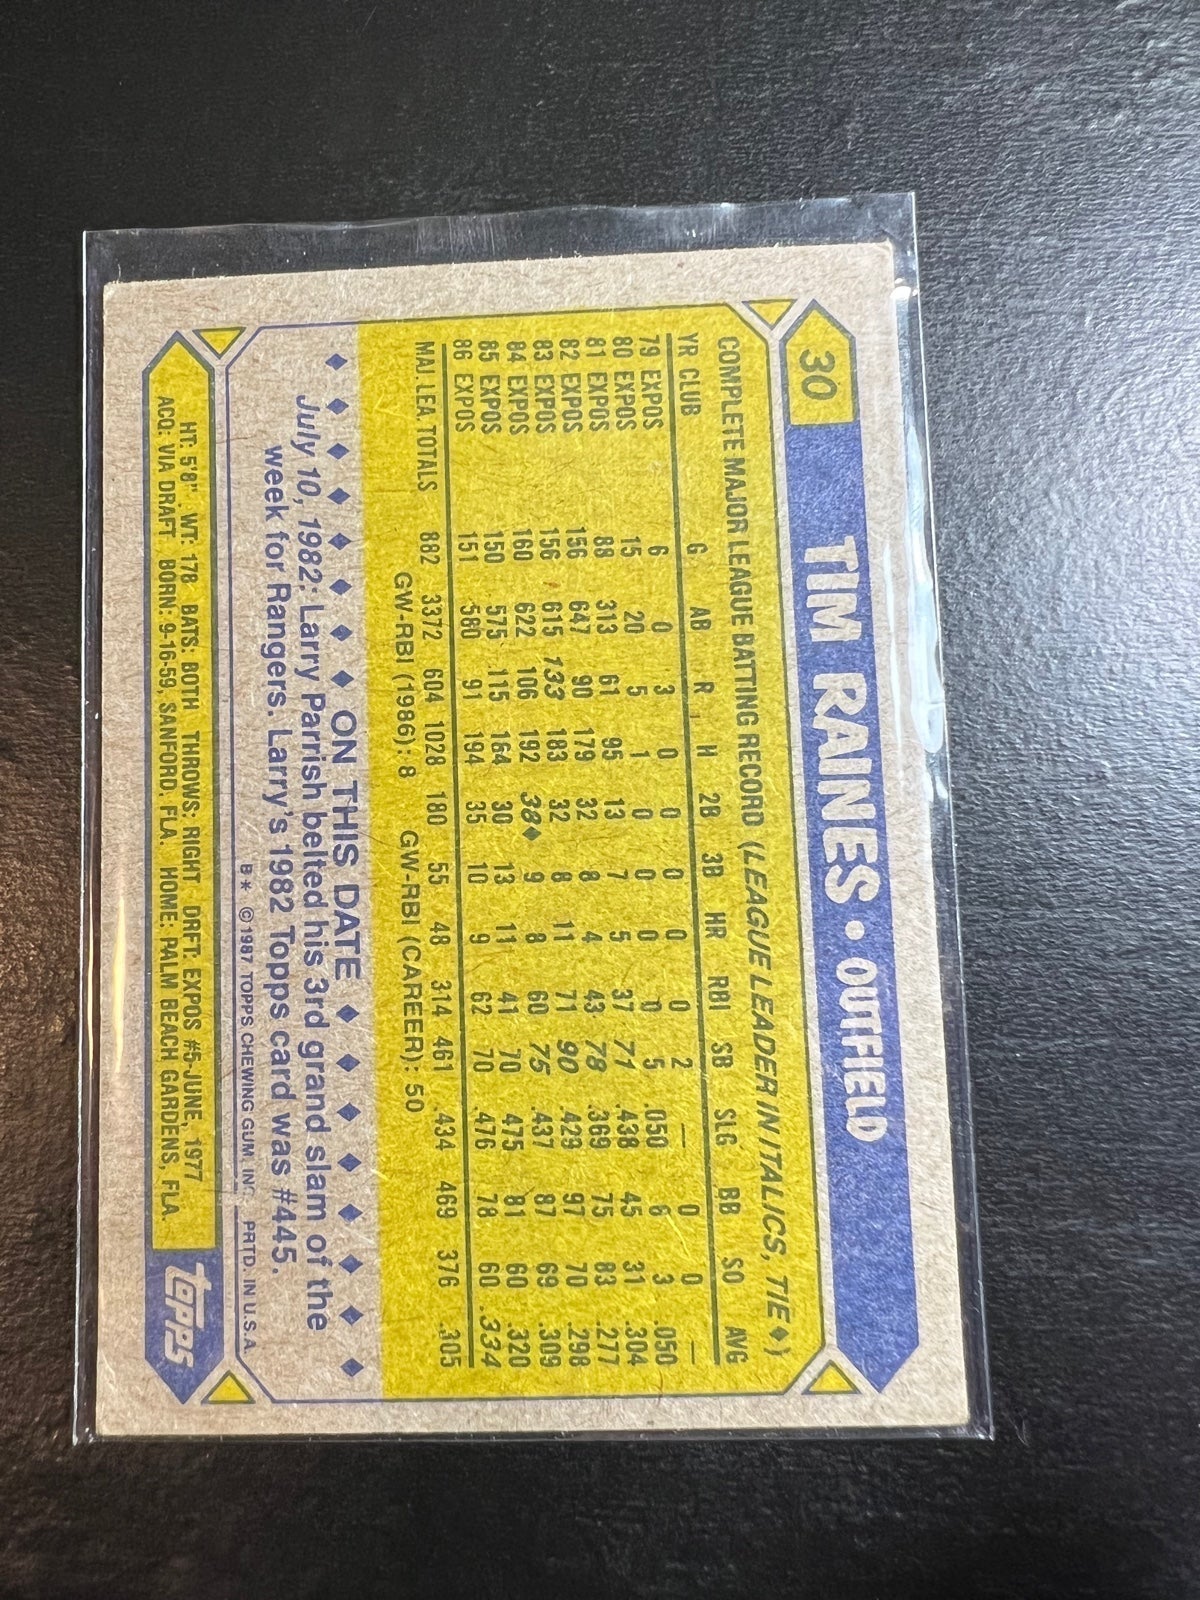 30 TIM RAINES • OUTFIELD
COMPLETE MAJOR LEAGUE BATTING RECORD (LEAGUE LEADER IN ITALICS, TIE ♦)
YR CLUB G AB R H 2B 3B HR RBI SB SLG BB SO AVG
79 EXPOS 6 0 3 0 0 0 0 0 2 — 0 0 —
80 EXPOS 15 20 5 1 0 0 0 0 5 .050 6 3 .050
81 EXPOS 88 313 61 95 13 7 5 37 71 .438 45 31 .304
82 EXPOS 156 647 90 179 32 8 4 43 78 .369 75 83 .277
83 EXPOS 156 615 133 183 32 8 11 71 90 .429 97 70 .298
84 EXPOS 160 622 106 192 38♦ 9 8 60 75 .437 87 69 .309
85 EXPOS 150 575 115 184 30 13 11 41 70 .475 81 60 .320
86 EXPOS 151 580 91 194 35 10 9 62 70 .476 78 60 .334
MAJ. LEA. TOTALS 882 3372 604 1028 180 55 48 314 461 .434 469 376 .305
GW-RBI (1986): 8 GW-RBI (CAREER): 50
♦ ♦ ♦ ♦ ♦ ♦ ♦ ♦ ON THIS DATE ♦ ♦ ♦ ♦ ♦ ♦ ♦ ♦
July 10, 1982: Larry Parrish belted his 3rd grand slam of the
week for Rangers. Larry's 1982 Topps card was #445.
B* © 1987 TOPPS CHEWING GUM, INC. PRTD. IN U.S.A.
HT: 5'8" WT: 178 BATS: BOTH THROWS: RIGHT DRFT: EXPOS #5-JUNE, 1977
ACQ: VIA DRAFT BORN: 9-16-59, SANFORD, FLA. HOME: PALM BEACH GARDENS, FLA.
topps